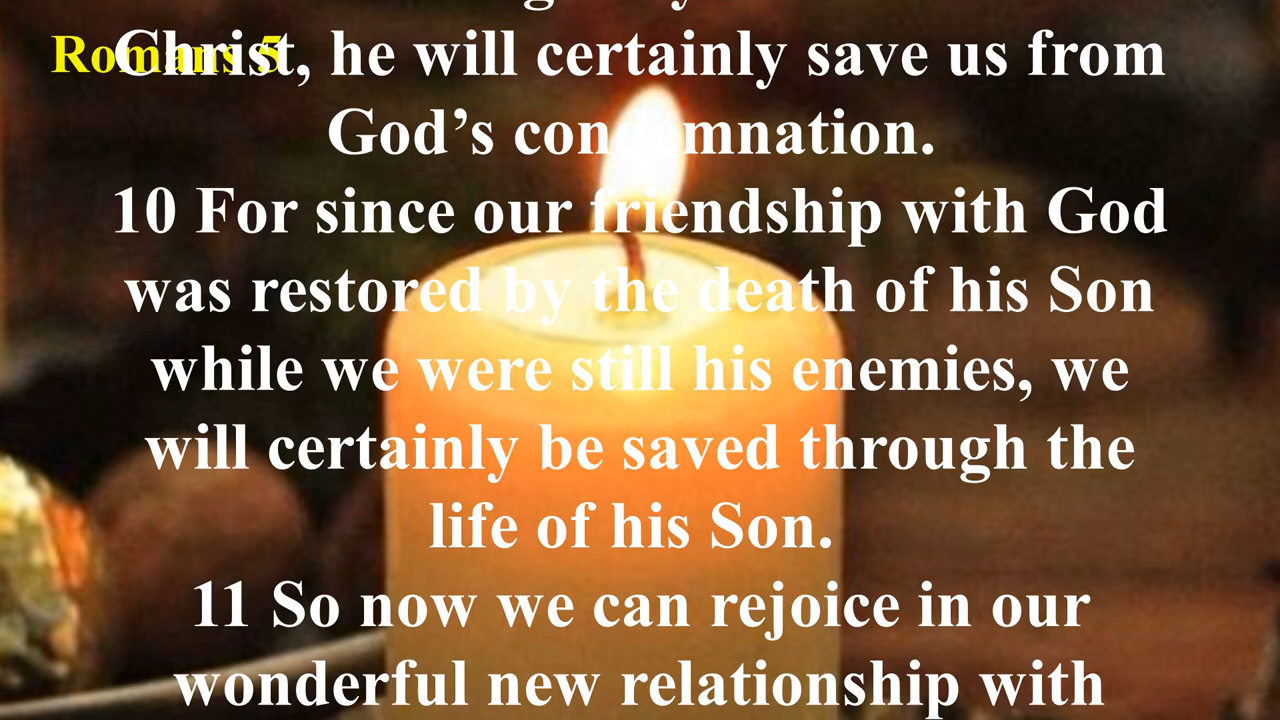 Romans 5
Christ, he will certainly save us from
God’s condemnation.
10 For since our friendship with God
was restored by the death of his Son
while we were still his enemies, we
will certainly be saved through the
life of his Son.
11 So now we can rejoice in our
wonderful new relationship with